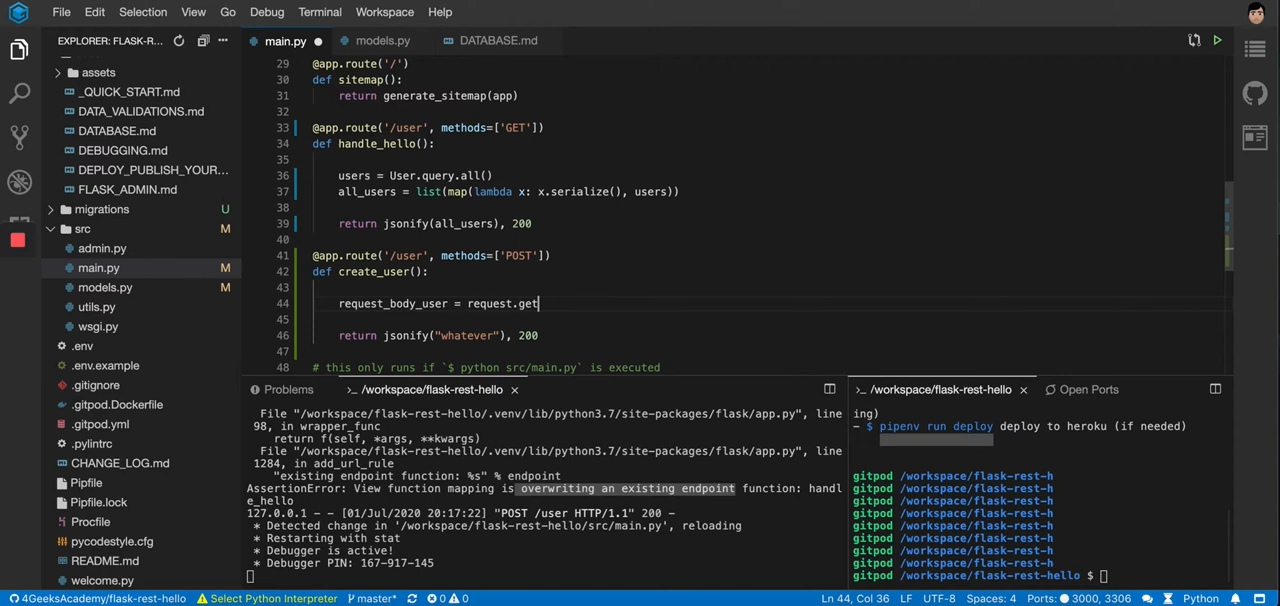 File Edit Selection View Go Debug Terminal Workspace Help
EXPLORER: FLASK-R... ...
assets
_QUICK_START.md
DATA_VALIDATIONS.md
DATABASE.md
DEBUGGING.md
DEPLOY_PUBLISH_YOUR...
FLASK_ADMIN.md
migrations U
src M
admin.py
main.py M
models.py M
utils.py
wsgi.py
.env
.env.example
.gitignore
.gitpod.Dockerfile
.gitpod.yml
.pylintrc
CHANGE_LOG.md
Pipfile
Pipfile.lock
Procfile
pycodestyle.cfg
README.md
welcome.py
main.py models.py DATABASE.md
29 @app.route('/')
30 def sitemap():
31 return generate_sitemap(app)
32
33 @app.route('/user', methods=['GET'])
34 def handle_hello():
35
36 users = User.query.all()
37 all_users = list(map(lambda x: x.serialize(), users))
38
39 return jsonify(all_users), 200
40
41 @app.route('/user', methods=['POST'])
42 def create_user():
43
44 request_body_user = request.get
45
46 return jsonify("whatever"), 200
47
48 # this only runs if `$ python src/main.py` is executed
Problems >_ /workspace/flask-rest-hello
File "/workspace/flask-rest-hello/.venv/lib/python3.7/site-packages/flask/app.py", line
98, in wrapper_func
return f(self, *args, **kwargs)
File "/workspace/flask-rest-hello/.venv/lib/python3.7/site-packages/flask/app.py", line
1284, in add_url_rule
"existing endpoint function: %s" % endpoint
AssertionError: View function mapping is overwriting an existing endpoint function: handl
e_hello
127.0.0.1 - - [01/Jul/2020 20:17:22] "POST /user HTTP/1.1" 200 -
* Detected change in '/workspace/flask-rest-hello/src/main.py', reloading
* Restarting with stat
* Debugger is active!
* Debugger PIN: 167-917-145
>_ /workspace/flask-rest-hello Open Ports
ing)
- $ pipenv run deploy deploy to heroku (if needed)
gitpod /workspace/flask-rest-h
gitpod /workspace/flask-rest-h
gitpod /workspace/flask-rest-h
gitpod /workspace/flask-rest-h
gitpod /workspace/flask-rest-h
gitpod /workspace/flask-rest-h
gitpod /workspace/flask-rest-h
gitpod /workspace/flask-rest-h
gitpod /workspace/flask-rest-hello $
4GeeksAcademy/flask-rest-hello Select Python Interpreter master* 0 0 Ln 44, Col 36 LF UTF-8 Spaces: 4 Ports: 3000, 3306 Python